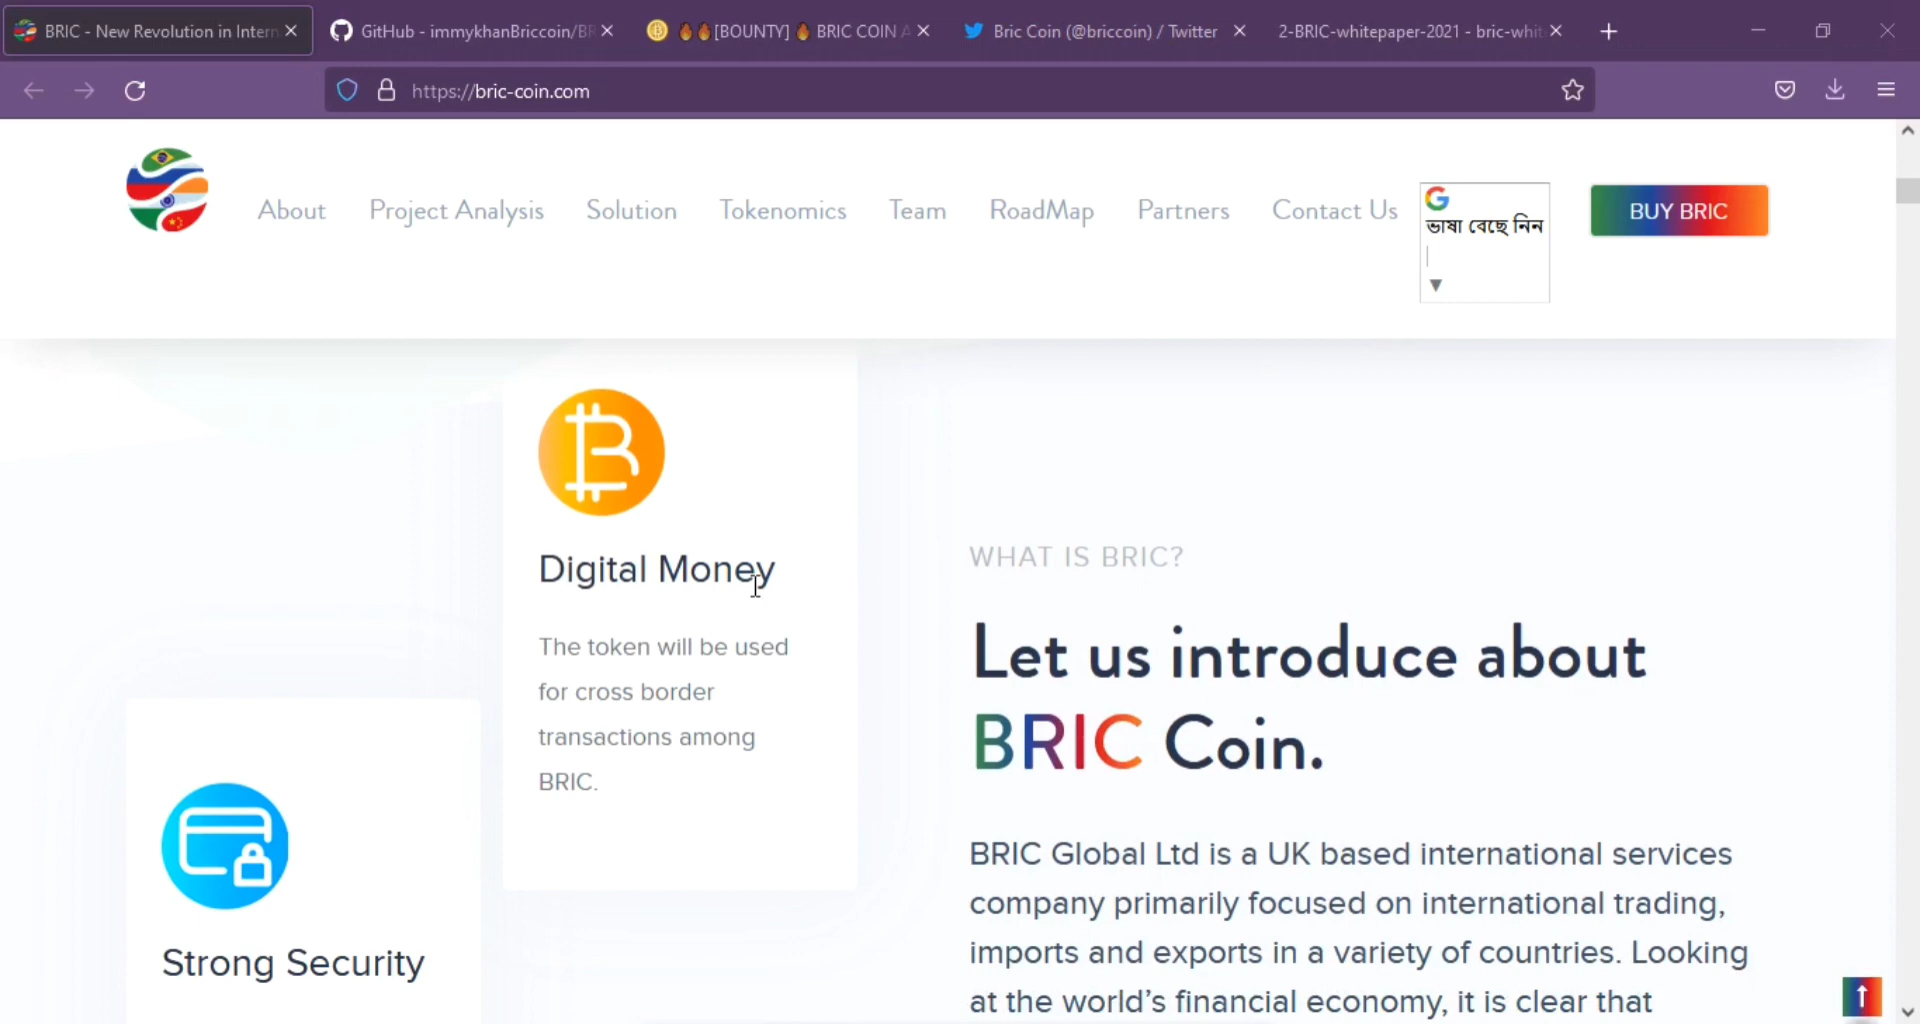 BRIC - New Revolution in Intern
GitHub - immykhanBriccoin/BR
[BOUNTY] BRIC COIN A
Bric Coin (@briccoin) / Twitter
2-BRIC-whitepaper-2021 - bric-whit
https://bric-coin.com
About
Project Analysis
Solution
Tokenomics
Team
RoadMap
Partners
Contact Us
G
ভাষা বেছে নিন
▼
BUY BRIC
Digital Money
The token will be used
for cross border
transactions among
BRIC.
Strong Security
WHAT IS BRIC?
Let us introduce about
BRIC Coin.
BRIC Global Ltd is a UK based international services
company primarily focused on international trading,
imports and exports in a variety of countries. Looking
at the world’s financial economy, it is clear that